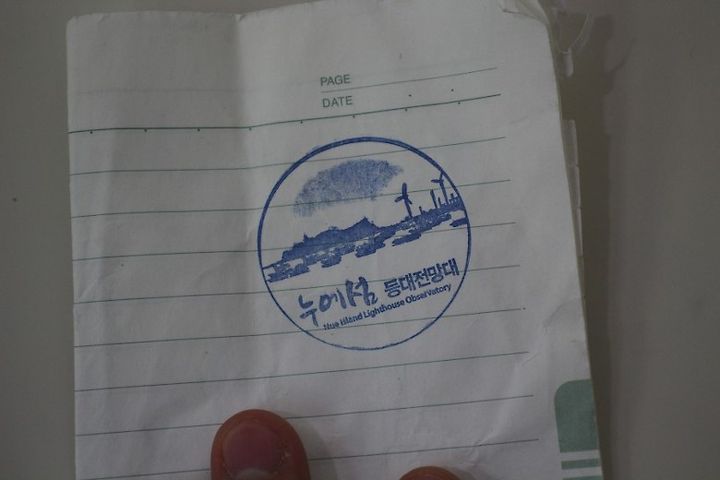 PAGE
DATE
누에섬 등대전망대
Nue Island Lighthouse Observatory